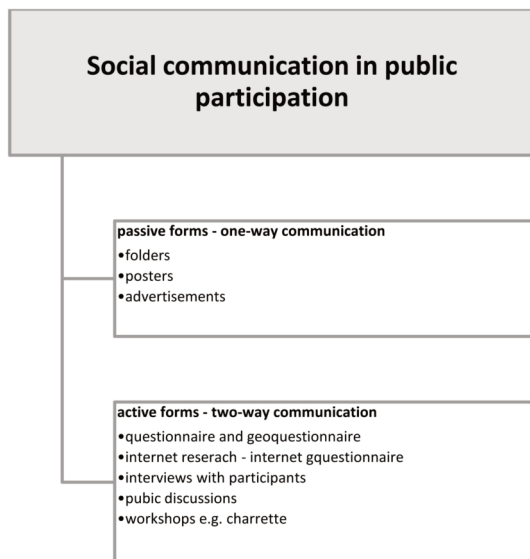 Social communication in public
participation
passive forms - one-way communication
•folders
•posters
•advertisements
active forms - two-way communication
•questionnaire and geoquestionnaire
•internet reserach - internet gquestionnaire
•interviews with participants
•pubic discussions
•workshops e.g. charrette